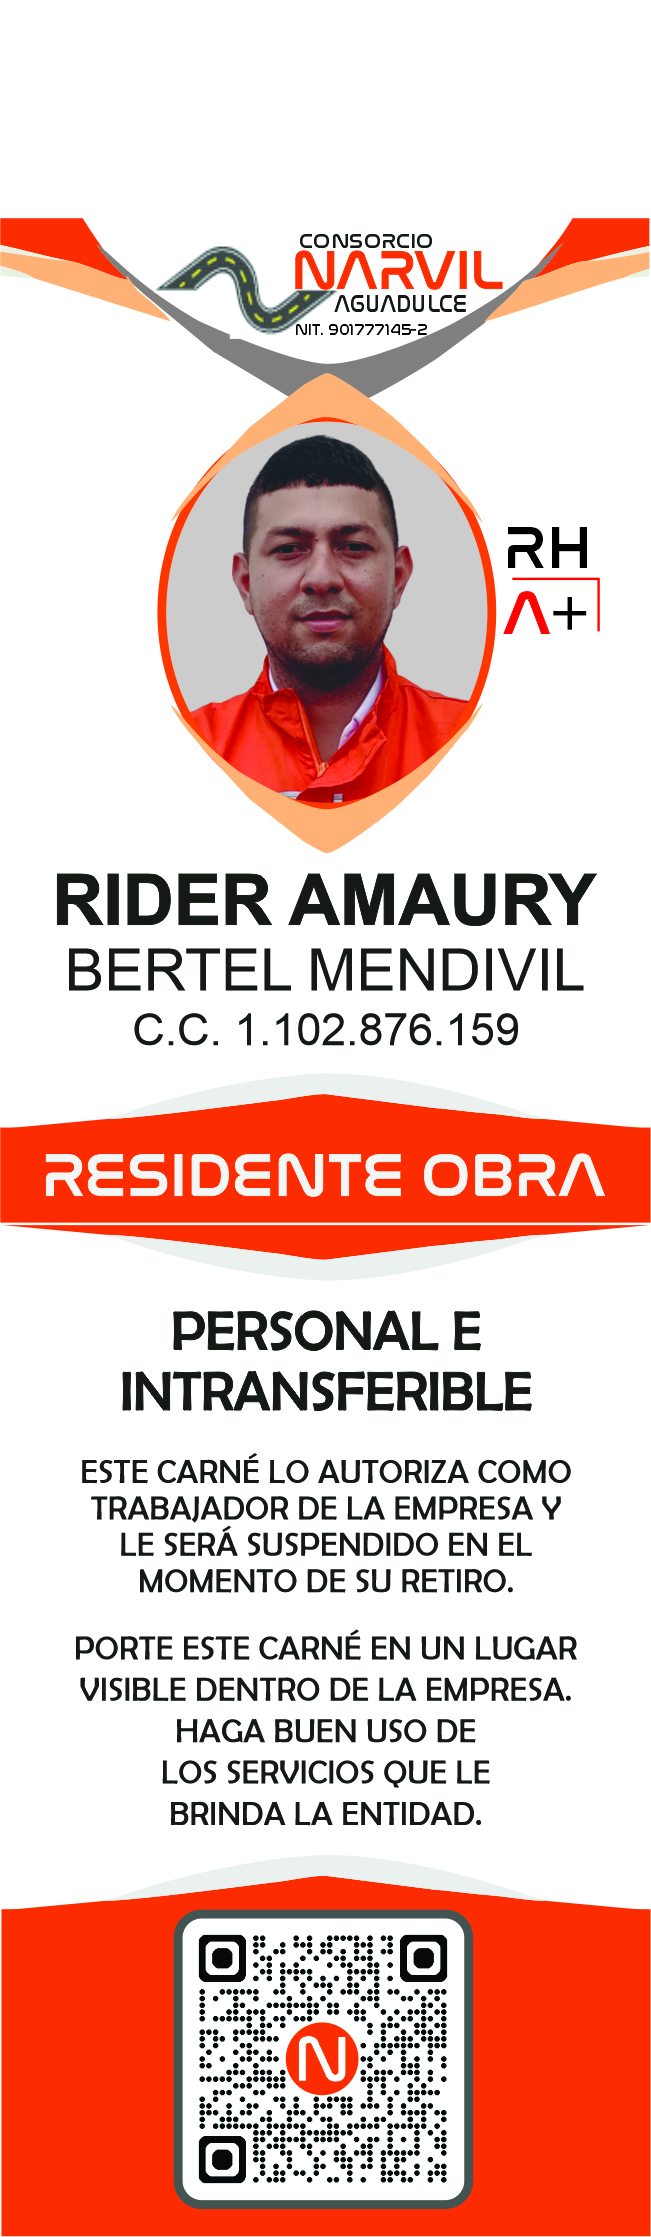 CONSORCIO
NARVIL
AGUADULCE
NIT. 901777145-2
RH
A+
RIDER AMAURY
BERTEL MENDIVIL
C.C. 1.102.876.159
RESIDENTE OBRA
PERSONAL E
INTRANSFERIBLE
ESTE CARNÉ LO AUTORIZA COMO
TRABAJADOR DE LA EMPRESA Y
LE SERÁ SUSPENDIDO EN EL
MOMENTO DE SU RETIRO.
PORTE ESTE CARNÉ EN UN LUGAR
VISIBLE DENTRO DE LA EMPRESA.
HAGA BUEN USO DE
LOS SERVICIOS QUE LE
BRINDA LA ENTIDAD.
N